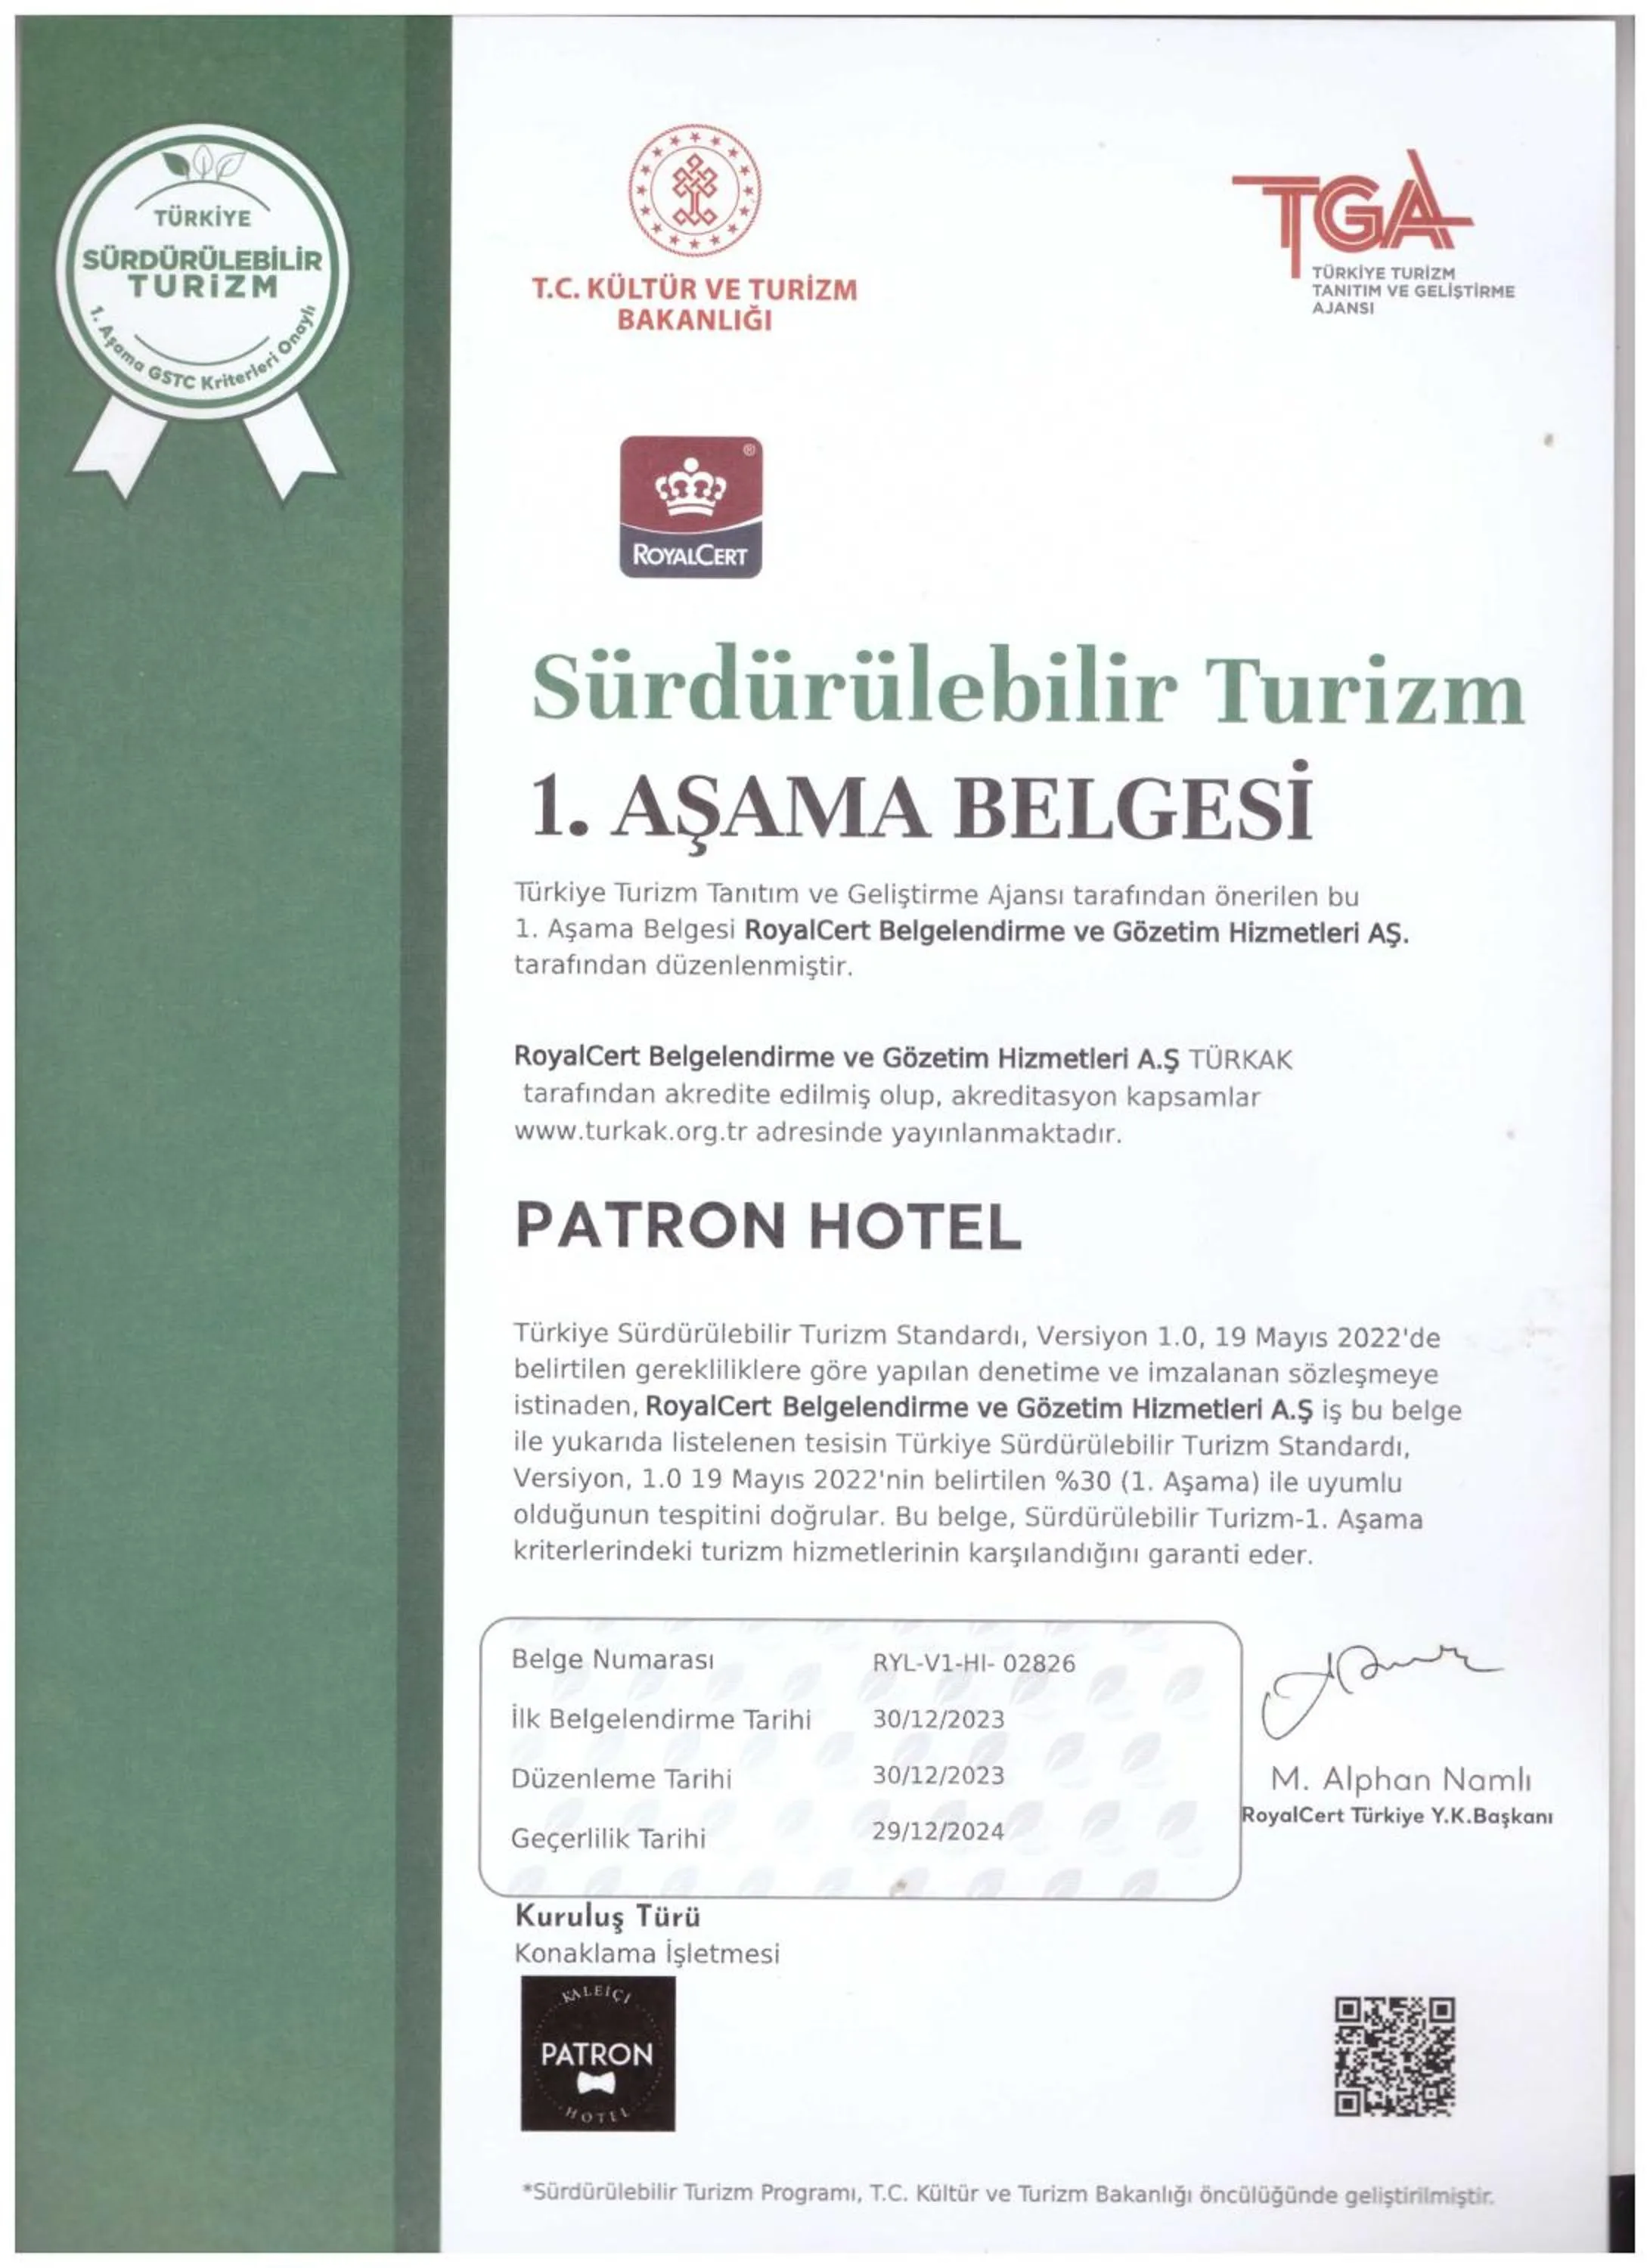 TÜRKİYE
SÜRDÜRÜLEBİLİR
TURİZM
1. Aşama GSTC Kriterleri Onaylı
T.C. KÜLTÜR VE TURİZM
BAKANLIĞI
TGA
TÜRKİYE TURİZM
TANITIM VE GELİŞTİRME
AJANSI
®
ROYALCERT
Sürdürülebilir Turizm
1. AŞAMA BELGESİ
Türkiye Turizm Tanıtım ve Geliştirme Ajansı tarafından önerilen bu
1. Aşama Belgesi RoyalCert Belgelendirme ve Gözetim Hizmetleri AŞ.
tarafından düzenlenmiştir.
RoyalCert Belgelendirme ve Gözetim Hizmetleri A.Ş TÜRKAK
tarafından akredite edilmiş olup, akreditasyon kapsamlar
www.turkak.org.tr adresinde yayınlanmaktadır.
PATRON HOTEL
Türkiye Sürdürülebilir Turizm Standardı, Versiyon 1.0, 19 Mayıs 2022'de
belirtilen gerekliliklere göre yapılan denetime ve imzalanan sözleşmeye
istinaden, RoyalCert Belgelendirme ve Gözetim Hizmetleri A.Ş iş bu belge
ile yukarıda listelenen tesisin Türkiye Sürdürülebilir Turizm Standardı,
Versiyon, 1.0 19 Mayıs 2022'nin belirtilen %30 (1. Aşama) ile uyumlu
olduğunun tespitini doğrular. Bu belge, Sürdürülebilir Turizm-1. Aşama
kriterlerindeki turizm hizmetlerinin karşılandığını garanti eder.
Belge Numarası RYL-V1-HI- 02826
İlk Belgelendirme Tarihi 30/12/2023
Düzenleme Tarihi 30/12/2023
Geçerlilik Tarihi 29/12/2024
M. Alphan Namlı
RoyalCert Türkiye Y.K.Başkanı
Kuruluş Türü
Konaklama İşletmesi
KALEİÇİ
PATRON
HOTEL
*Sürdürülebilir Turizm Programı, T.C. Kültür ve Turizm Bakanlığı öncülüğünde geliştirilmiştir.